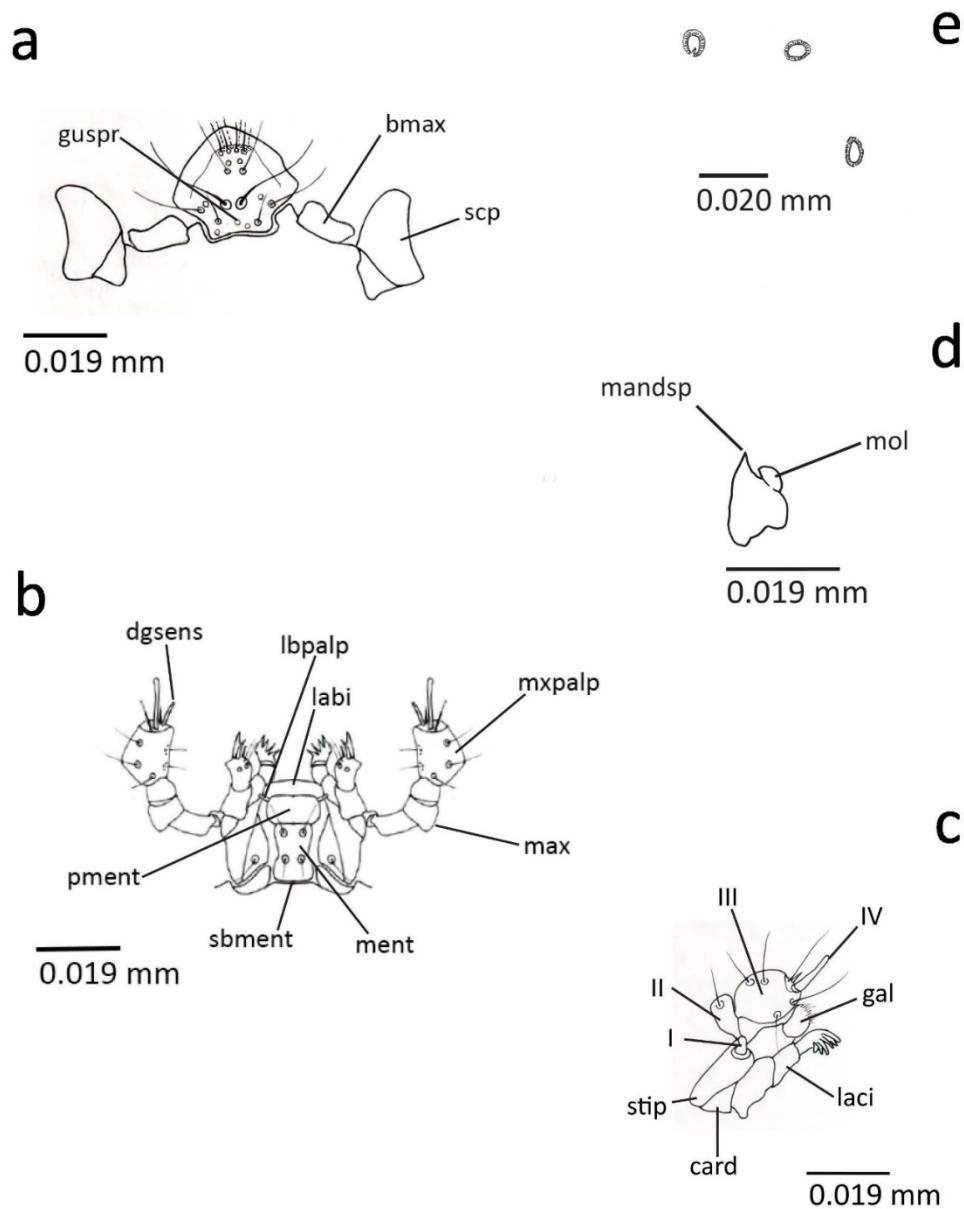 a
guspr
bmax
scp
0.019 mm
e
0.020 mm
d
mandsp
mol
0.019 mm
b
dgsens
lbpalp
labi
mxpalp
max
pment
sbment
ment
0.019 mm
c
III
IV
II
gal
I
laci
stip
card
0.019 mm